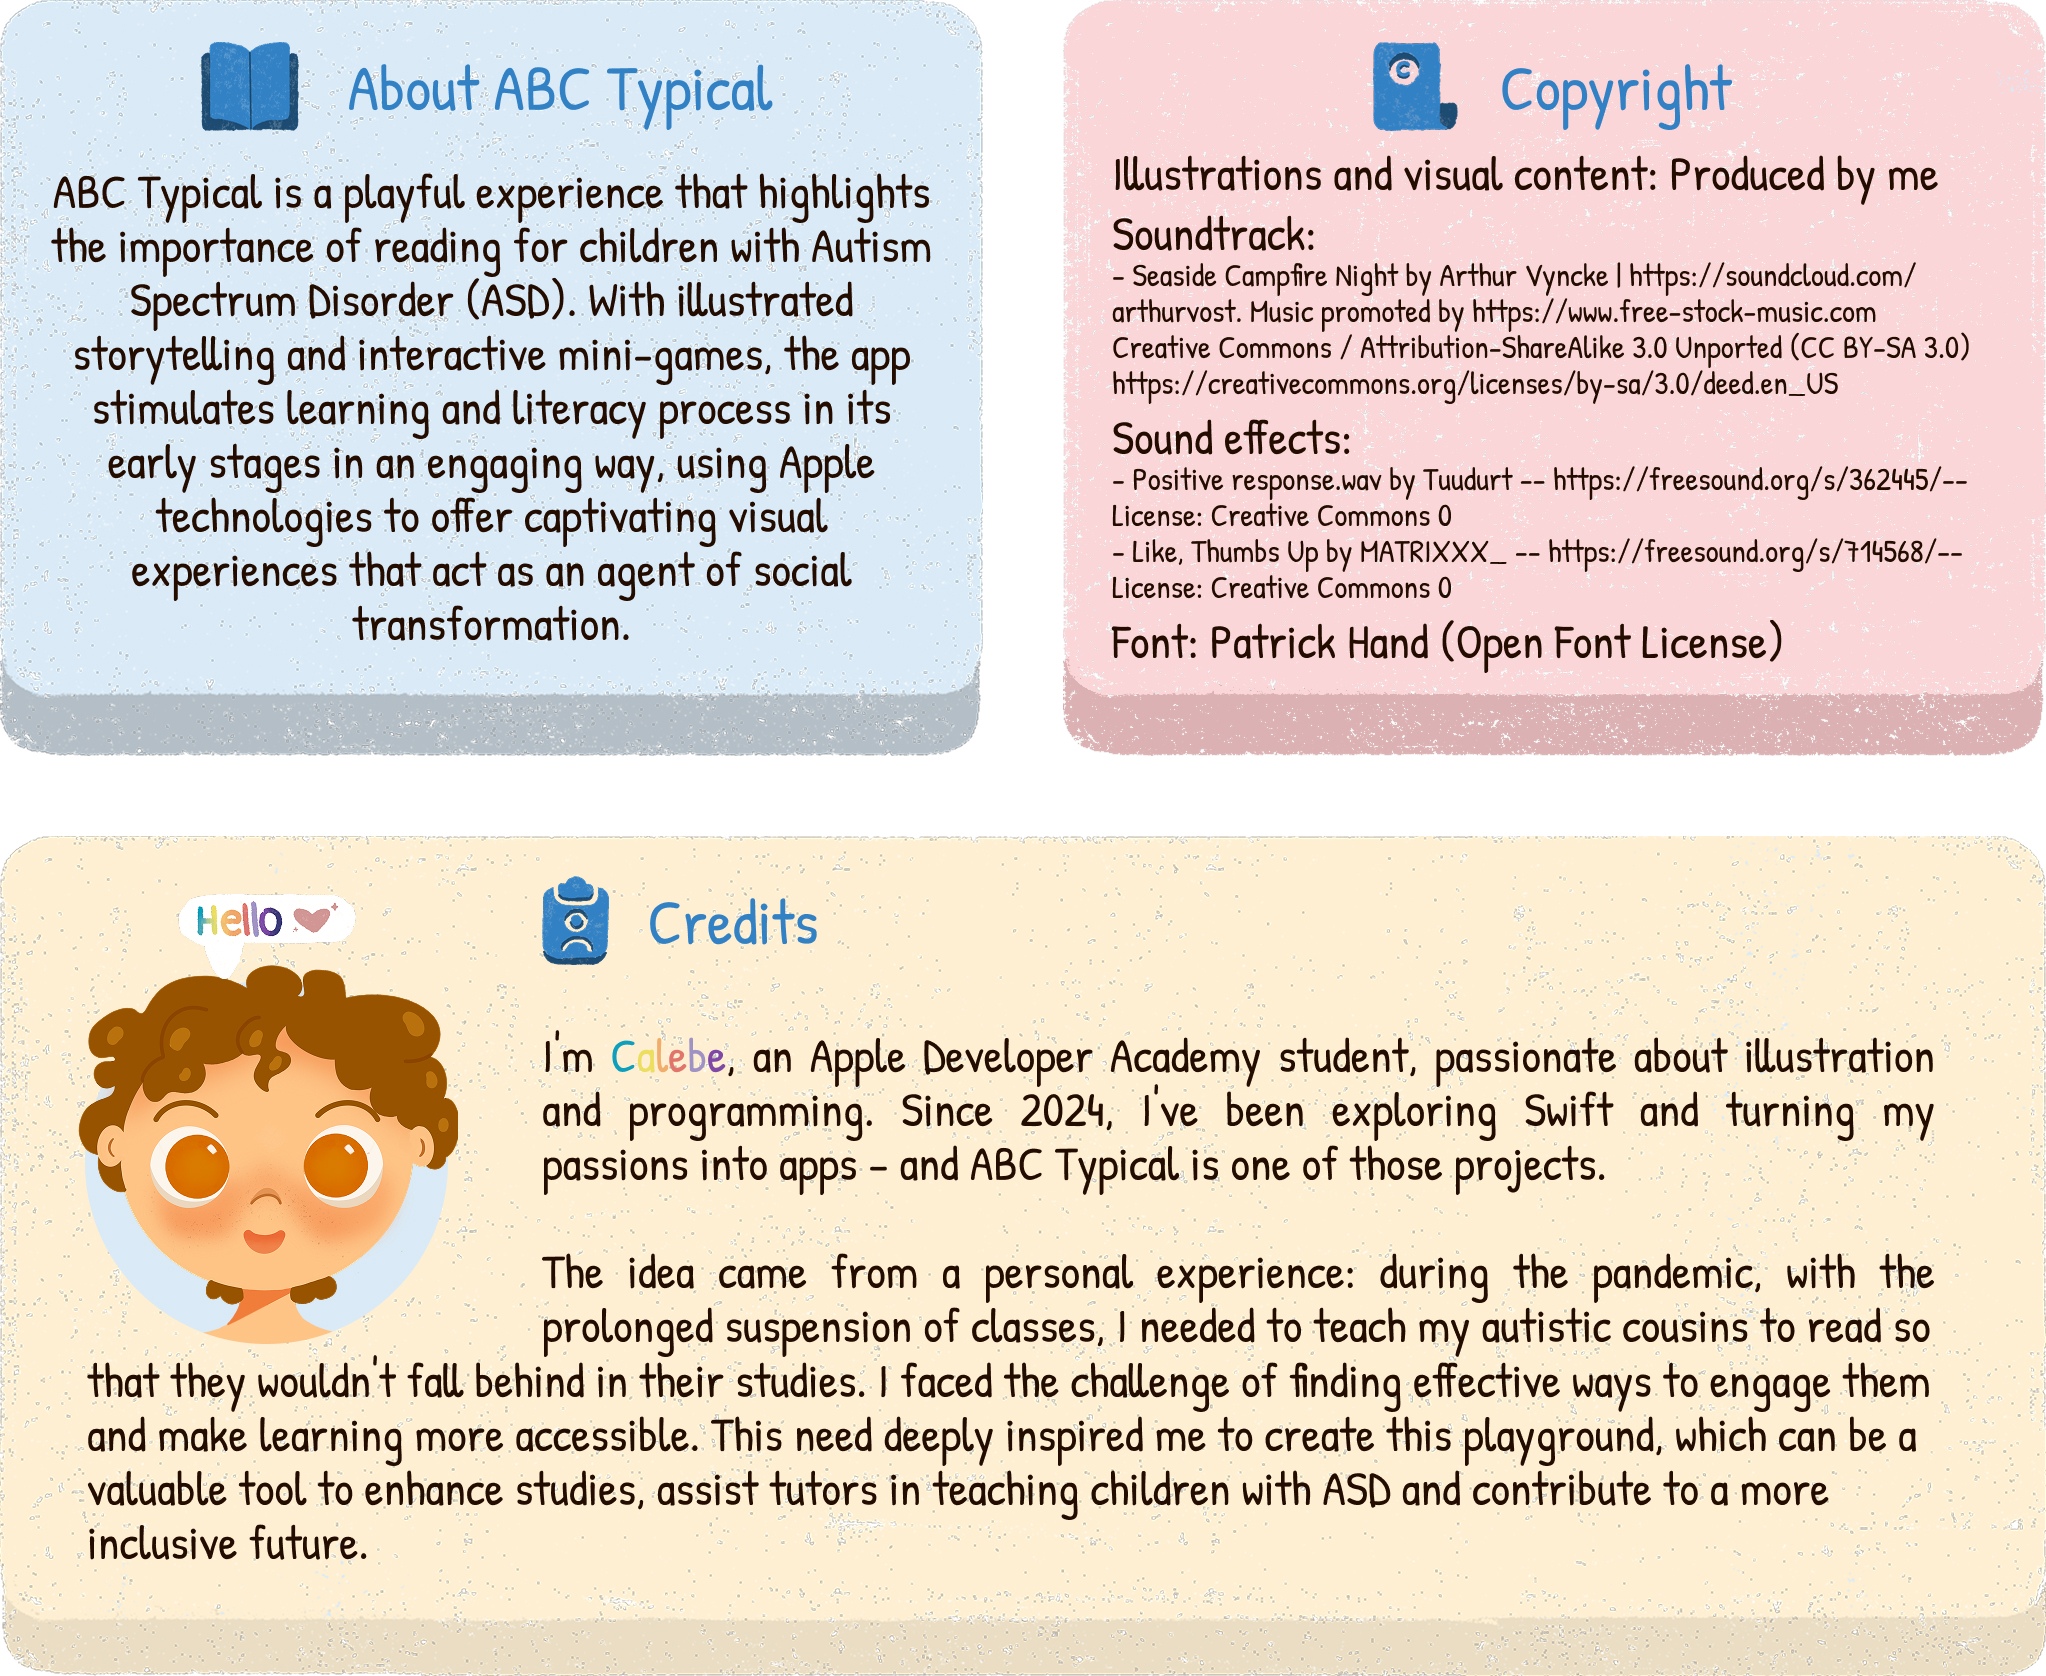 About ABC Typical
ABC Typical is a playful experience that highlights
the importance of reading for children with Autism
Spectrum Disorder (ASD). With illustrated
storytelling and interactive mini-games, the app
stimulates learning and literacy process in its
early stages in an engaging way, using Apple
technologies to offer captivating visual
experiences that act as an agent of social
transformation.
C
Copyright
Illustrations and visual content: Produced by me
Soundtrack:
- Seaside Campfire Night by Arthur Vyncke | https://soundcloud.com/
arthurvost. Music promoted by https://www.free-stock-music.com
Creative Commons / Attribution-ShareAlike 3.0 Unported (CC BY-SA 3.0)
https://creativecommons.org/licenses/by-sa/3.0/deed.en_US
Sound effects:
- Positive response.wav by Tuudurt -- https://freesound.org/s/362445/--
License: Creative Commons 0
- Like, Thumbs Up by MATRIXXX_ -- https://freesound.org/s/714568/--
License: Creative Commons 0
Font: Patrick Hand (Open Font License)
Hello
Credits
I'm Calebe, an Apple Developer Academy student, passionate about illustration
and programming. Since 2024, I've been exploring Swift and turning my
passions into apps – and ABC Typical is one of those projects.
The idea came from a personal experience: during the pandemic, with the
prolonged suspension of classes, I needed to teach my autistic cousins to read so
that they wouldn't fall behind in their studies. I faced the challenge of finding effective ways to engage them
and make learning more accessible. This need deeply inspired me to create this playground, which can be a
valuable tool to enhance studies, assist tutors in teaching children with ASD and contribute to a more
inclusive future.